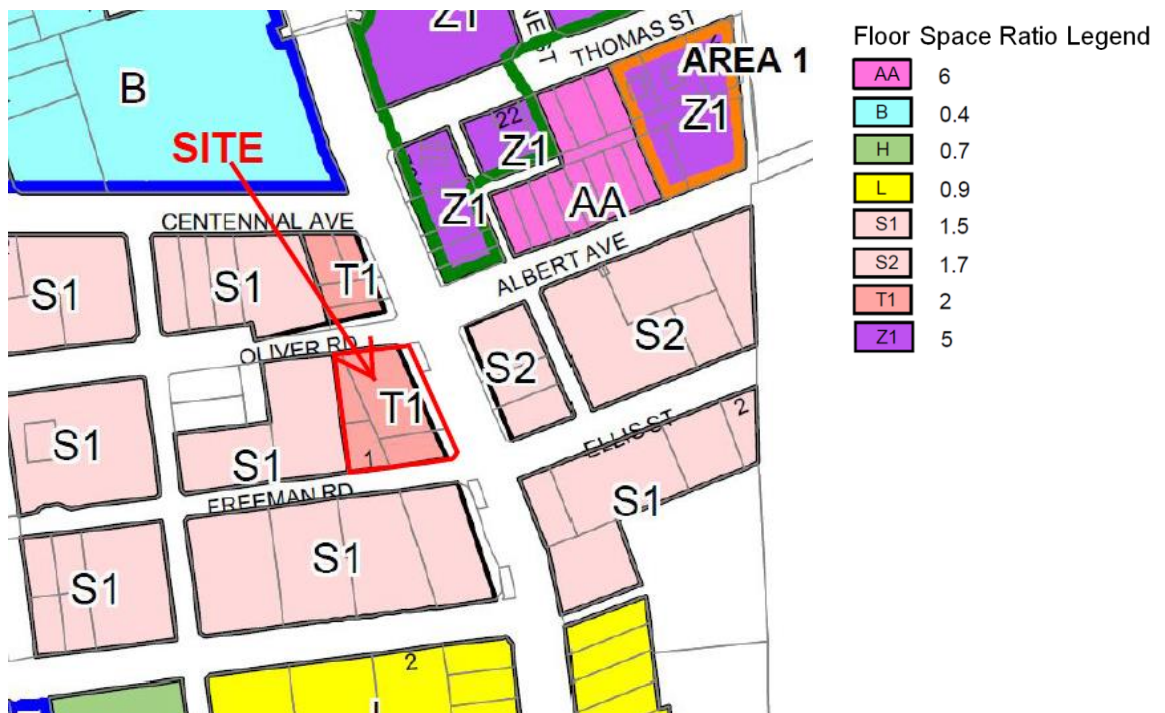 Z1
THOMAS ST
AREA 1
B
22
Z1
Z1
SITE
Z1
AA
CENTENNIAL AVE
ALBERT AVE
S1
S1
T1
S2
OLIVER RD
S2
T1
2
ELLIS ST
S1
S1
1
S1
FREEMAN RD
S1
S1
2
L
Floor Space Ratio Legend
AA 6
B 0.4
H 0.7
L 0.9
S1 1.5
S2 1.7
T1 2
Z1 5